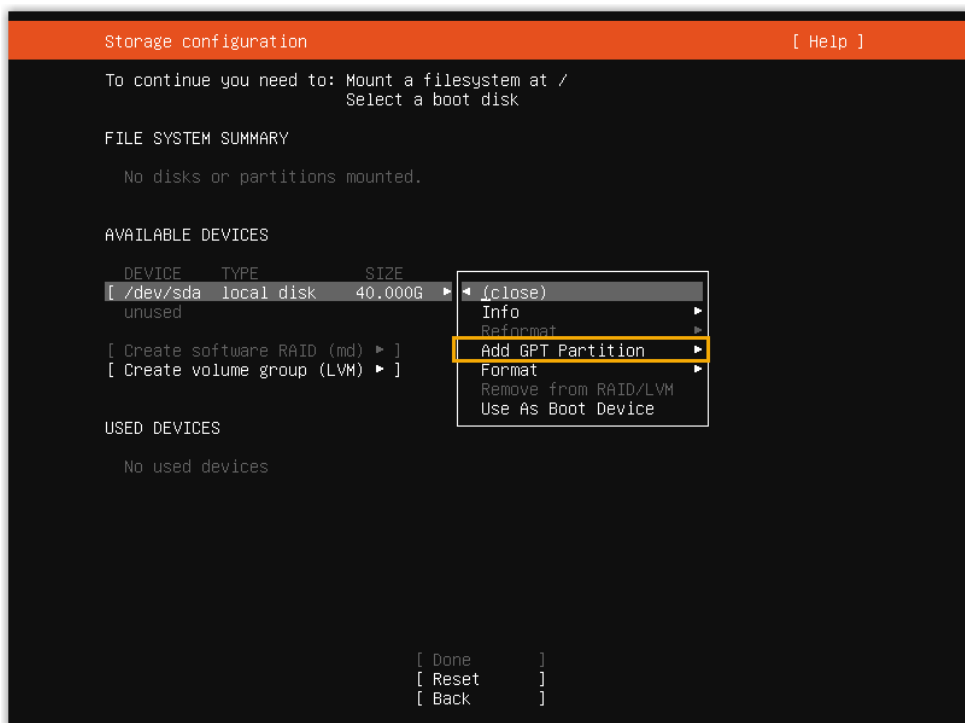 Storage configuration [ Help ]
To continue you need to: Mount a filesystem at /
Select a boot disk
FILE SYSTEM SUMMARY
No disks or partitions mounted.
AVAILABLE DEVICES
DEVICE TYPE SIZE
[ /dev/sda local disk 40.000G ▸
unused
[ Create software RAID (md) ▸ ]
[ Create volume group (LVM) ▸ ]
◂ (close)
Info ▸
Reformat ▸
Add GPT Partition ▸
Format ▸
Remove from RAID/LVM
Use As Boot Device
USED DEVICES
No used devices
[ Done ]
[ Reset ]
[ Back ]